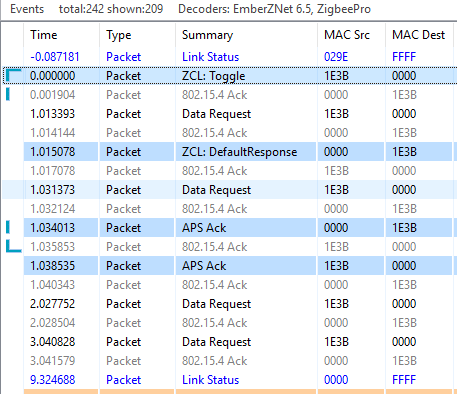 Events total:242 shown:209 Decoders: EmberZNet 6.5, ZigbeePro
Time Type Summary MAC Src MAC Dest
-0.087181 Packet Link Status 029E FFFF
0.000000 Packet ZCL: Toggle 1E3B 0000
0.001904 Packet 802.15.4 Ack 0000 1E3B
1.013393 Packet Data Request 1E3B 0000
1.014144 Packet 802.15.4 Ack 0000 1E3B
1.015078 Packet ZCL: DefaultResponse 0000 1E3B
1.017078 Packet 802.15.4 Ack 1E3B 0000
1.031373 Packet Data Request 1E3B 0000
1.032124 Packet 802.15.4 Ack 0000 1E3B
1.034013 Packet APS Ack 0000 1E3B
1.035853 Packet 802.15.4 Ack 1E3B 0000
1.038535 Packet APS Ack 1E3B 0000
1.040343 Packet 802.15.4 Ack 0000 1E3B
2.027752 Packet Data Request 1E3B 0000
2.028504 Packet 802.15.4 Ack 0000 1E3B
3.040828 Packet Data Request 1E3B 0000
3.041579 Packet 802.15.4 Ack 0000 1E3B
9.324688 Packet Link Status 0000 FFFF